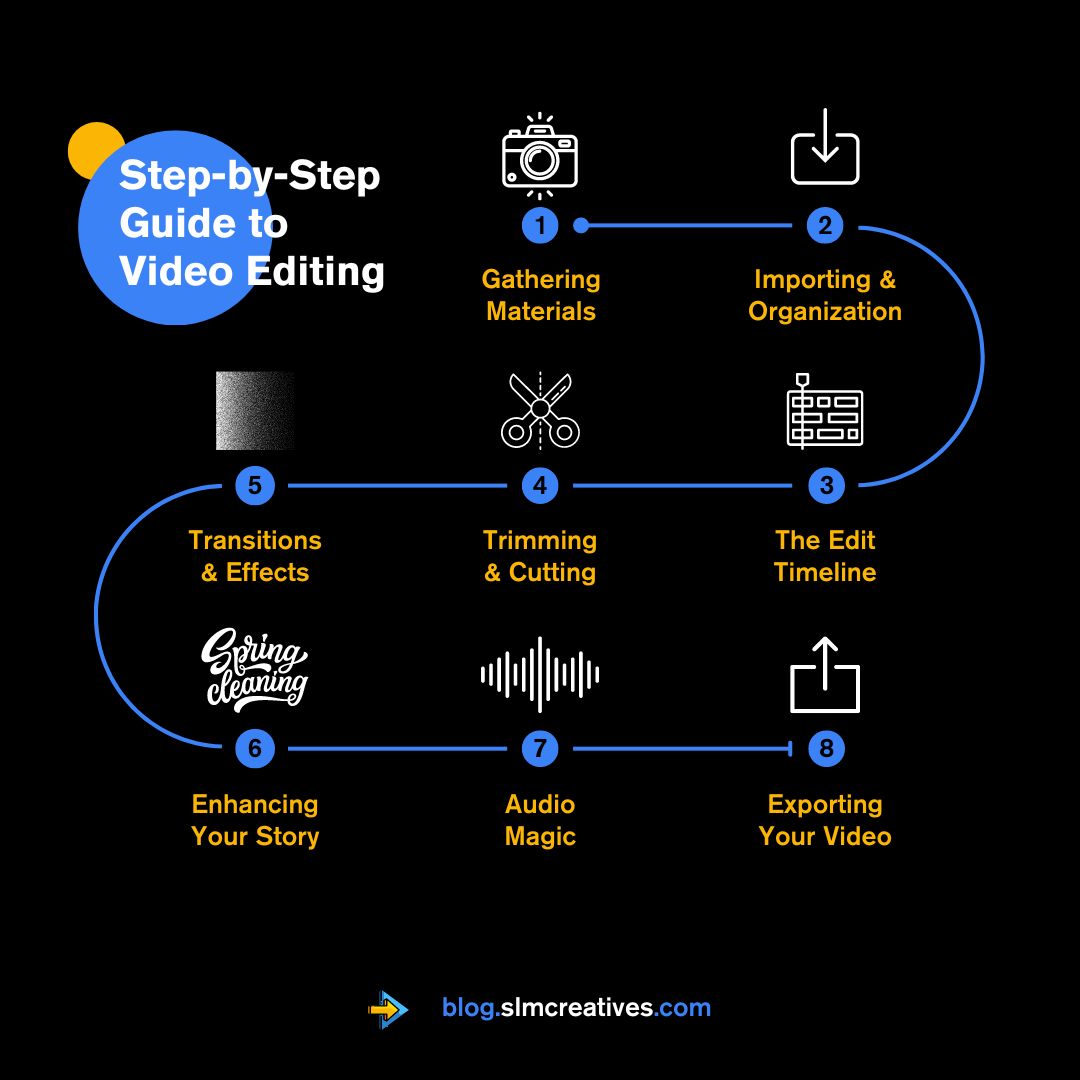 Step-by-Step
Guide to
Video Editing
1
Gathering
Materials
2
Importing &
Organization
3
The Edit
Timeline
4
Trimming
& Cutting
5
Transitions
& Effects
Spring
cleaning
6
Enhancing
Your Story
7
Audio
Magic
8
Exporting
Your Video
blog.slmcreatives.com